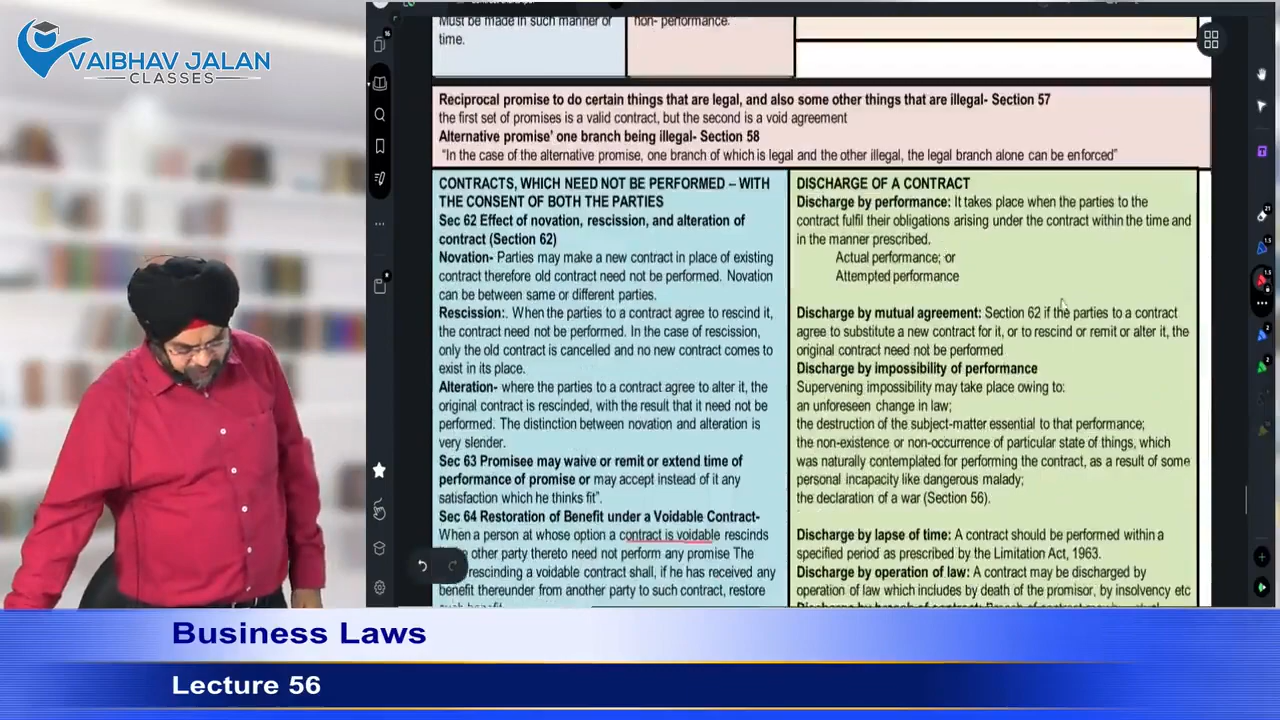 VAIBHAV JALAN
CLASSES
Must be made in such manner or
time.
non- performance.
Reciprocal promise to do certain things that are legal, and also some other things that are illegal- Section 57
the first set of promises is a valid contract, but the second is a void agreement
Alternative promise' one branch being illegal- Section 58
“In the case of the alternative promise, one branch of which is legal and the other illegal, the legal branch alone can be enforced”
CONTRACTS, WHICH NEED NOT BE PERFORMED – WITH
THE CONSENT OF BOTH THE PARTIES
Sec 62 Effect of novation, rescission, and alteration of
contract (Section 62)
Novation- Parties may make a new contract in place of existing
contract therefore old contract need not be performed. Novation
can be between same or different parties.
Rescission:. When the parties to a contract agree to rescind it,
the contract need not be performed. In the case of rescission,
only the old contract is cancelled and no new contract comes to
exist in its place.
Alteration- where the parties to a contract agree to alter it, the
original contract is rescinded, with the result that it need not be
performed. The distinction between novation and alteration is
very slender.
Sec 63 Promisee may waive or remit or extend time of
performance of promise or may accept instead of it any
satisfaction which he thinks fit”.
Sec 64 Restoration of Benefit under a Voidable Contract-
When a person at whose option a contract is voidable rescinds
other party thereto need not perform any promise The
rescinding a voidable contract shall, if he has received any
benefit thereunder from another party to such contract, restore
such benefit
DISCHARGE OF A CONTRACT
Discharge by performance: It takes place when the parties to the
contract fulfil their obligations arising under the contract within the time and
in the manner prescribed.
Actual performance; or
Attempted performance
Discharge by mutual agreement: Section 62 if the parties to a contract
agree to substitute a new contract for it, or to rescind or remit or alter it, the
original contract need not be performed
Discharge by impossibility of performance
Supervening impossibility may take place owing to:
an unforeseen change in law;
the destruction of the subject-matter essential to that performance;
the non-existence or non-occurrence of particular state of things, which
was naturally contemplated for performing the contract, as a result of some
personal incapacity like dangerous malady;
the declaration of a war (Section 56).
Discharge by lapse of time: A contract should be performed within a
specified period as prescribed by the Limitation Act, 1963.
Discharge by operation of law: A contract may be discharged by
operation of law which includes by death of the promisor, by insolvency etc
Business Laws
Lecture 56